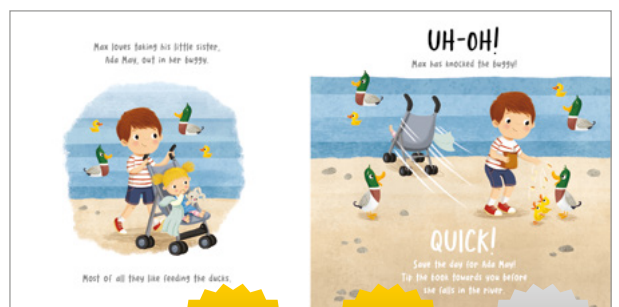 Max loves taking his little sister,
Ada May, out in her buggy.
Most of all they like feeding the ducks.
UH-OH!
Max has knocked the buggy!
QUICK!
Save the day for Ada May!
Tip the book towards you before
she falls in the river.